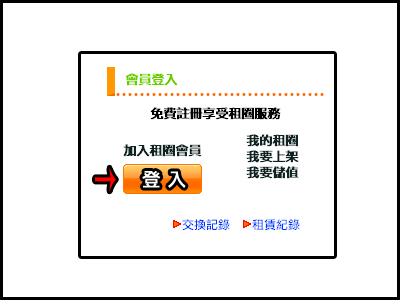 會員登入
免費註冊享受租圈服務
加入租圈會員
登入
我的租圈
我要上架
我要儲值
交換記錄
租賃紀錄